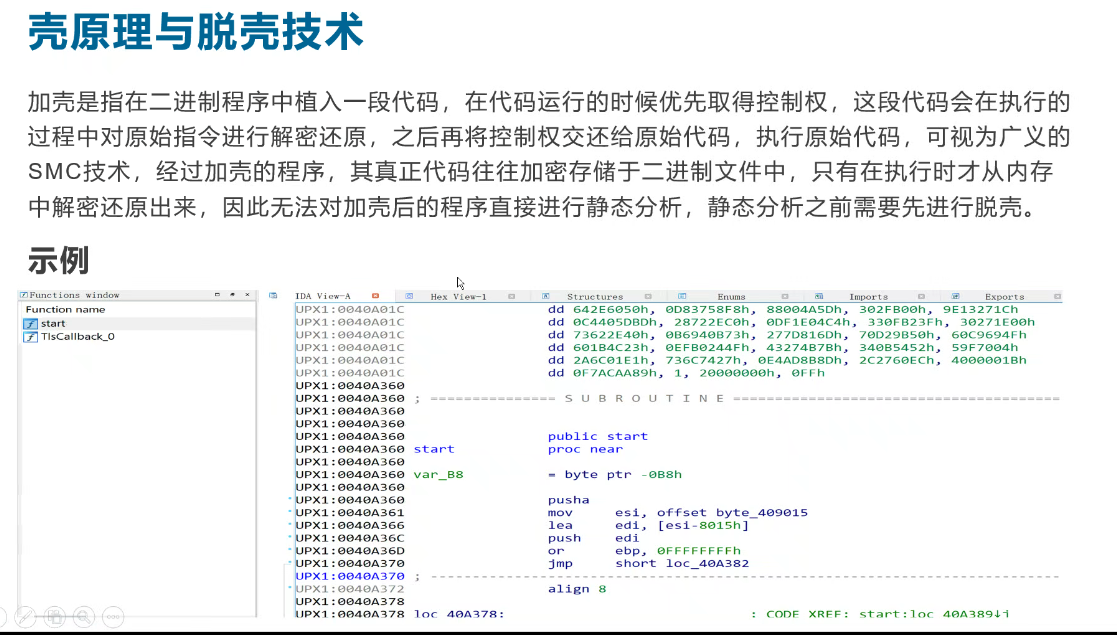 壳原理与脱壳技术
加壳是指在二进制程序中植入一段代码，在代码运行的时候优先取得控制权，这段代码会在执行的
过程中对原始指令进行解密还原，之后再将控制权交还给原始代码，执行原始代码，可视为广义的
SMC技术，经过加壳的程序，其真正代码往往加密存储于二进制文件中，只有在执行时才从内存
中解密还原出来，因此无法对加壳后的程序直接进行静态分析，静态分析之前需要先进行脱壳。
示例
Functions window
Function name
start
TlsCallback_0
IDA View-A Hex View-1 Structures Enums Imports Exports
UPX1:0040A01C dd 642E6050h, 0D83758F8h, 88004A5Dh, 302FB00h, 9E13271Ch
UPX1:0040A01C dd 0C4405DBDh, 28722EC0h, 0DF1E04C4h, 330FB23Fh, 30271E00h
UPX1:0040A01C dd 73622E40h, 0B6940B73h, 277D816Dh, 70D29B50h, 60C9694Fh
UPX1:0040A01C dd 601B4C23h, 0EFB0244Fh, 43274B7Bh, 340B5452h, 59F7004h
UPX1:0040A01C dd 2A6C01E1h, 736C7427h, 0E4AD8B8Dh, 2C2760ECh, 4000001Bh
UPX1:0040A01C dd 0F7ACAA89h, 1, 20000000h, 0FFh
UPX1:0040A360
UPX1:0040A360 ; =============== S U B R O U T I N E =======================================
UPX1:0040A360
UPX1:0040A360
UPX1:0040A360 public start
UPX1:0040A360 start proc near
UPX1:0040A360
UPX1:0040A360 var_B8 = byte ptr -0B8h
UPX1:0040A360
UPX1:0040A360 pusha
UPX1:0040A361 mov esi, offset byte_409015
UPX1:0040A366 lea edi, [esi-8015h]
UPX1:0040A36C push edi
UPX1:0040A36D or ebp, 0FFFFFFFFh
UPX1:0040A370 jmp short loc_40A382
UPX1:0040A370 ; ---------------------------------------------------------------------------
UPX1:0040A372 align 8
UPX1:0040A378
UPX1:0040A378 loc_40A378: ; CODE XREF: start:loc_40A389↓j